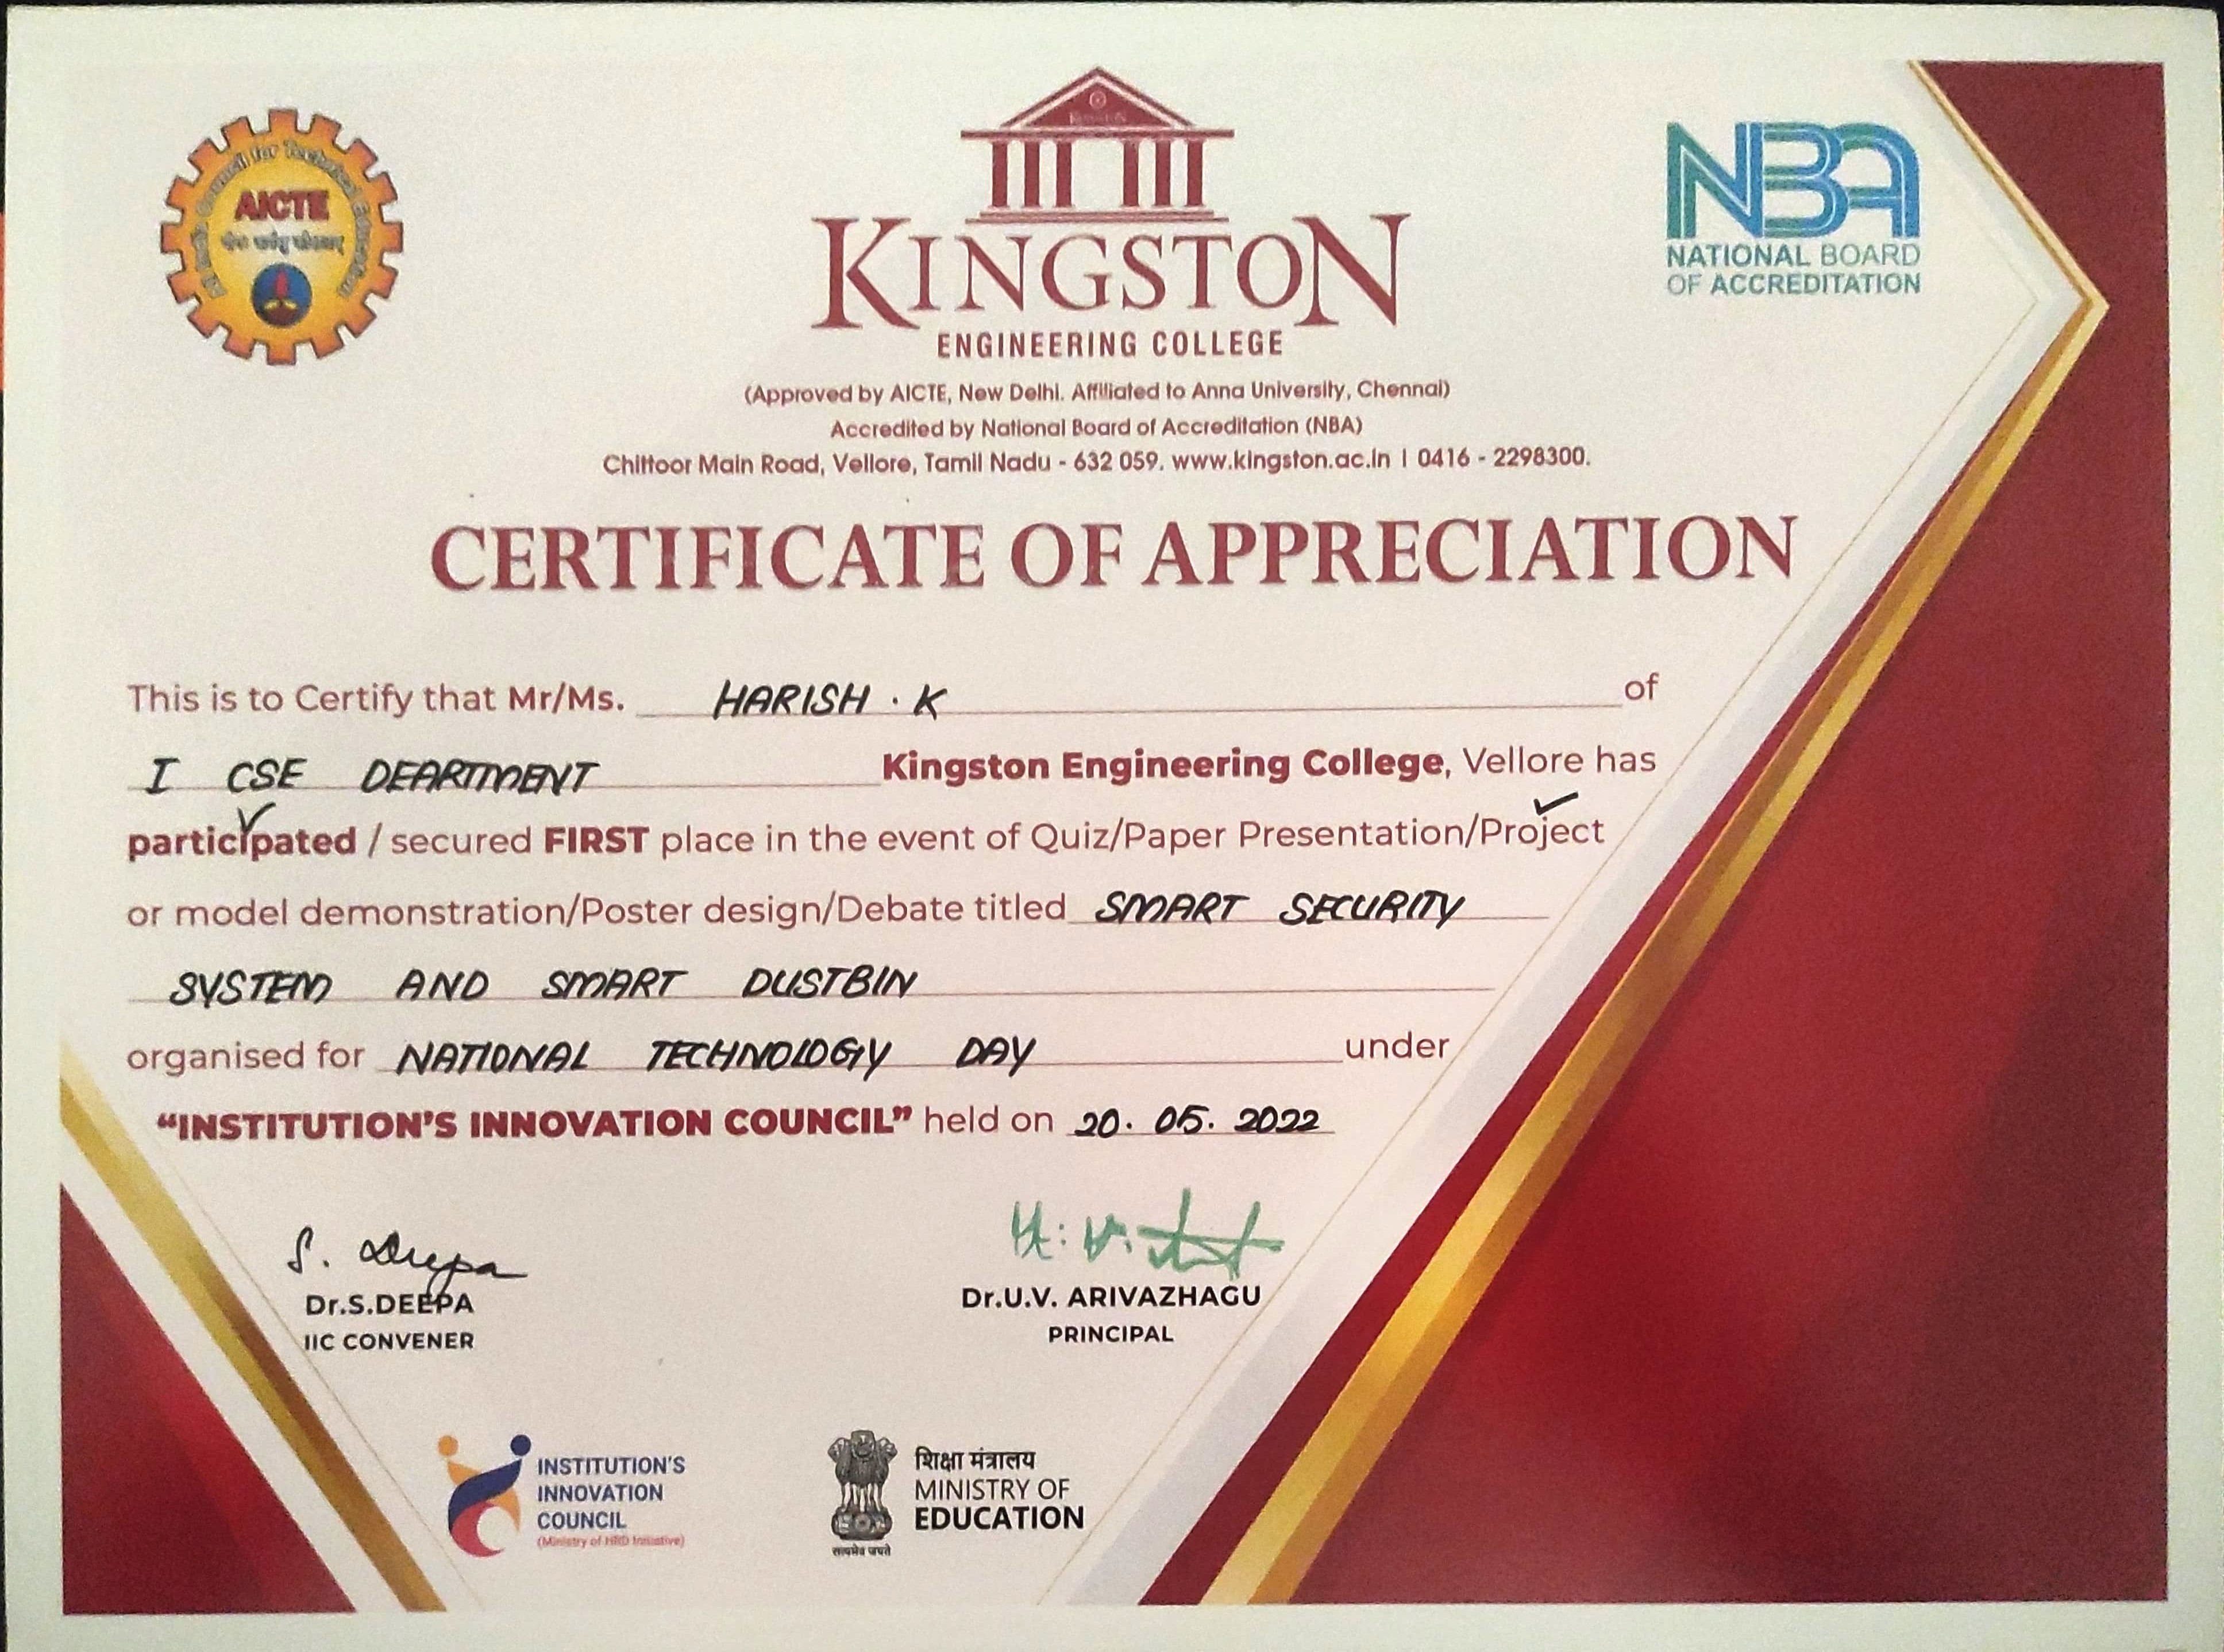 All India Council for Technical Education
AICTE
KINGSTON
ENGINEERING COLLEGE
NBA
NATIONAL BOARD
OF ACCREDITATION
(Approved by AICTE, New Delhi. Affiliated to Anna University, Chennai)
Accredited by National Board of Accreditation (NBA)
Chittoor Main Road, Vellore, Tamil Nadu - 632 059. www.kingston.ac.in | 0416 - 2298300.
CERTIFICATE OF APPRECIATION
This is to Certify that Mr/Ms. HARISH . K of
I CSE DEARTMENT Kingston Engineering College, Vellore has
participated / secured FIRST place in the event of Quiz/Paper Presentation/Project
or model demonstration/Poster design/Debate titled SMART SECURITY
SYSTEM AND SMART DUSTBIN
organised for NATIONAL TECHNOLOGY DAY under
“INSTITUTION'S INNOVATION COUNCIL” held on 20. 05. 2022
S. Deepa
Dr.S.DEEPA
IIC CONVENER
Dr.U.V. ARIVAZHAGU
PRINCIPAL
INSTITUTION'S
INNOVATION
COUNCIL
(Ministry of HRD Initiative)
शिक्षा मंत्रालय
MINISTRY OF
EDUCATION
सत्यमेव जयते